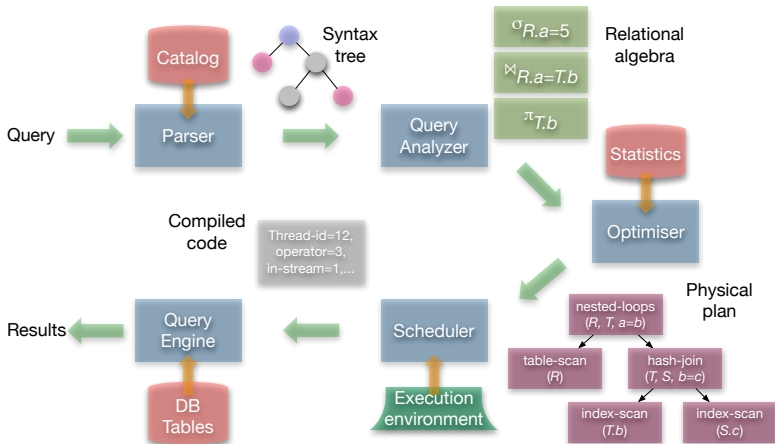 Catalog
Syntax
tree
σR.a=5
⋈R.a=T.b
πT.b
Relational
algebra
Query
Parser
Query
Analyzer
Statistics
Optimiser
Compiled
code
Thread-id=12,
operator=3,
in-stream=1,...
Physical
plan
nested-loops
(R, T, a=b)
Results
Query
Engine
Scheduler
table-scan
(R)
hash-join
(T, S, b=c)
DB
Tables
Execution
environment
index-scan
(T.b)
index-scan
(S.c)